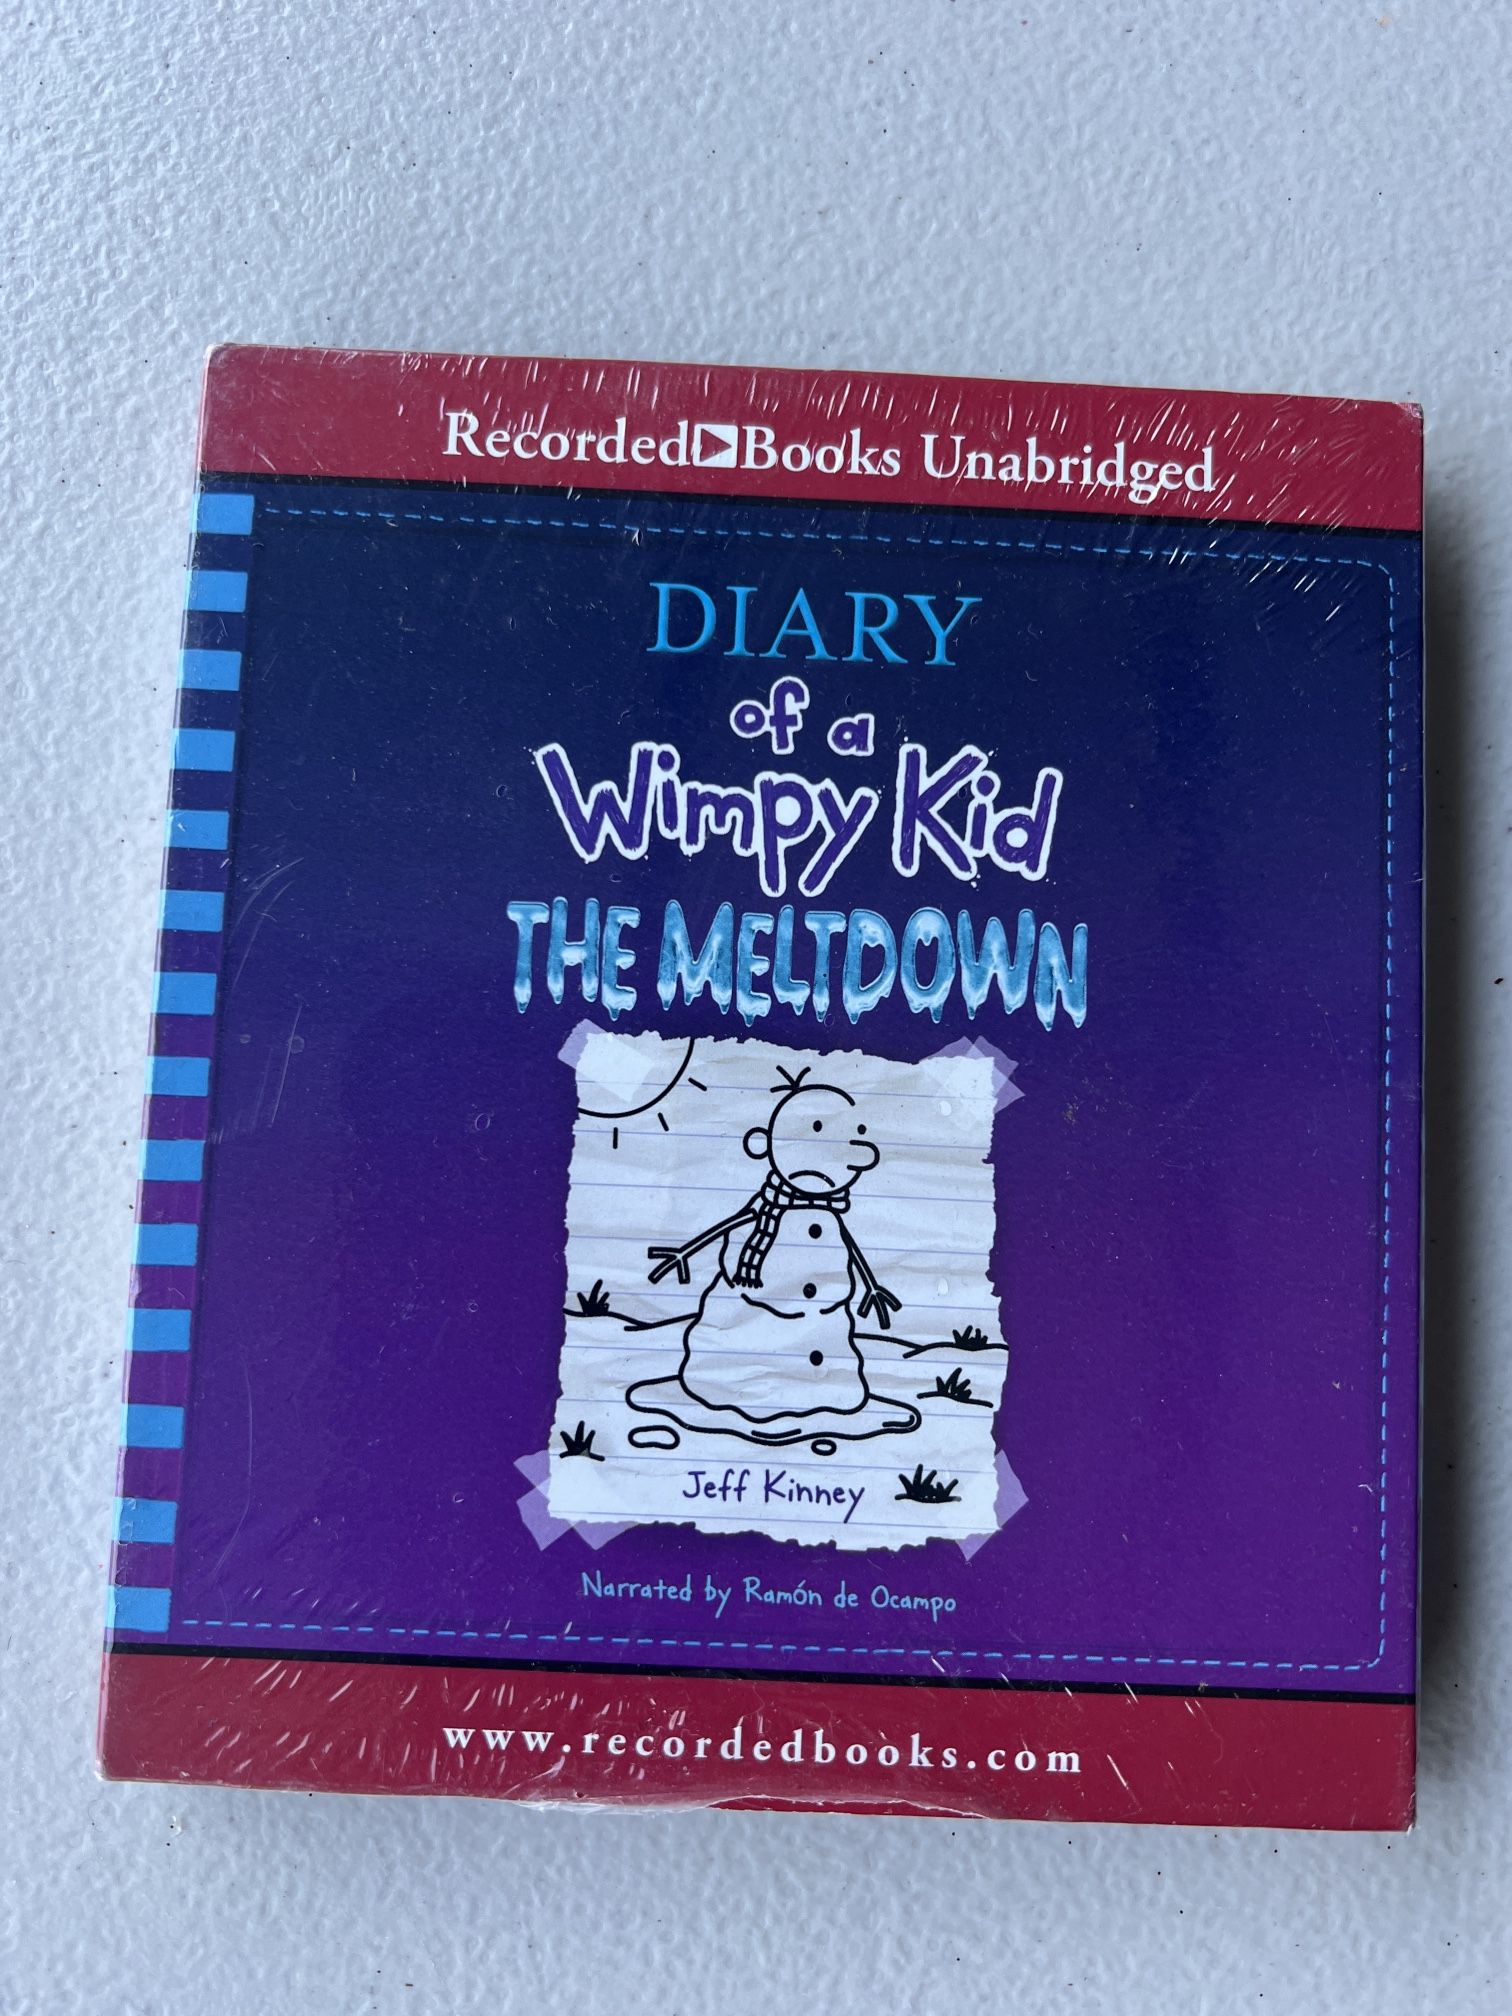 Recorded Books Unabridged
DIARY
of a
Wimpy Kid
THE MELTDOWN
Jeff Kinney
Narrated by Ramón de Ocampo
www.recordedbooks.com